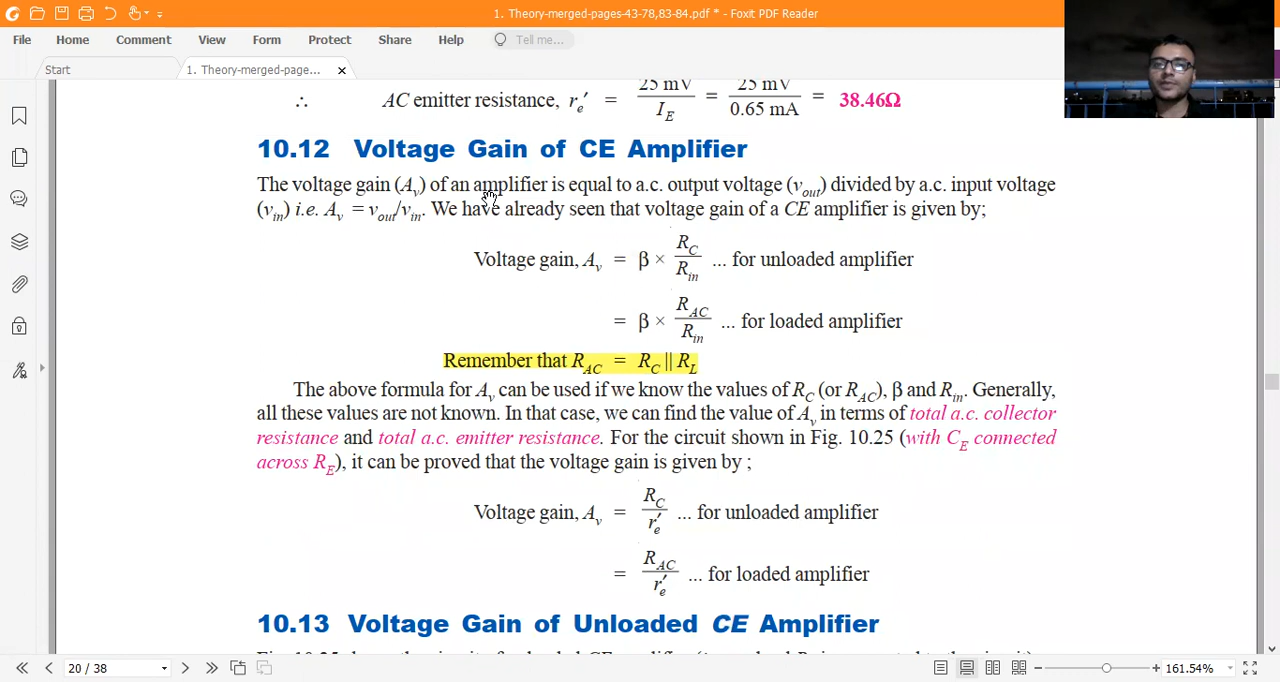 1. Theory-merged-pages-43-78,83-84.pdf * - Foxit PDF Reader
File Home Comment View Form Protect Share Help Tell me...
Start 1. Theory-merged-page... ×
∴ AC emitter resistance, rₑ′ = 25 mV / I_E = 25 mV / 0.65 mA = 38.46Ω
10.12 Voltage Gain of CE Amplifier
The voltage gain (A_v) of an amplifier is equal to a.c. output voltage (v_out) divided by a.c. input voltage
(v_in) i.e. A_v = v_out/v_in. We have already seen that voltage gain of a CE amplifier is given by;
Voltage gain, A_v = β × R_C / R_in ... for unloaded amplifier
= β × R_AC / R_in ... for loaded amplifier
Remember that R_AC = R_C || R_L
The above formula for A_v can be used if we know the values of R_C (or R_AC), β and R_in. Generally,
all these values are not known. In that case, we can find the value of A_v in terms of total a.c. collector
resistance and total a.c. emitter resistance. For the circuit shown in Fig. 10.25 (with C_E connected
across R_E), it can be proved that the voltage gain is given by ;
Voltage gain, A_v = R_C / rₑ′ ... for unloaded amplifier
= R_AC / rₑ′ ... for loaded amplifier
10.13 Voltage Gain of Unloaded CE Amplifier
20 / 38 161.54%